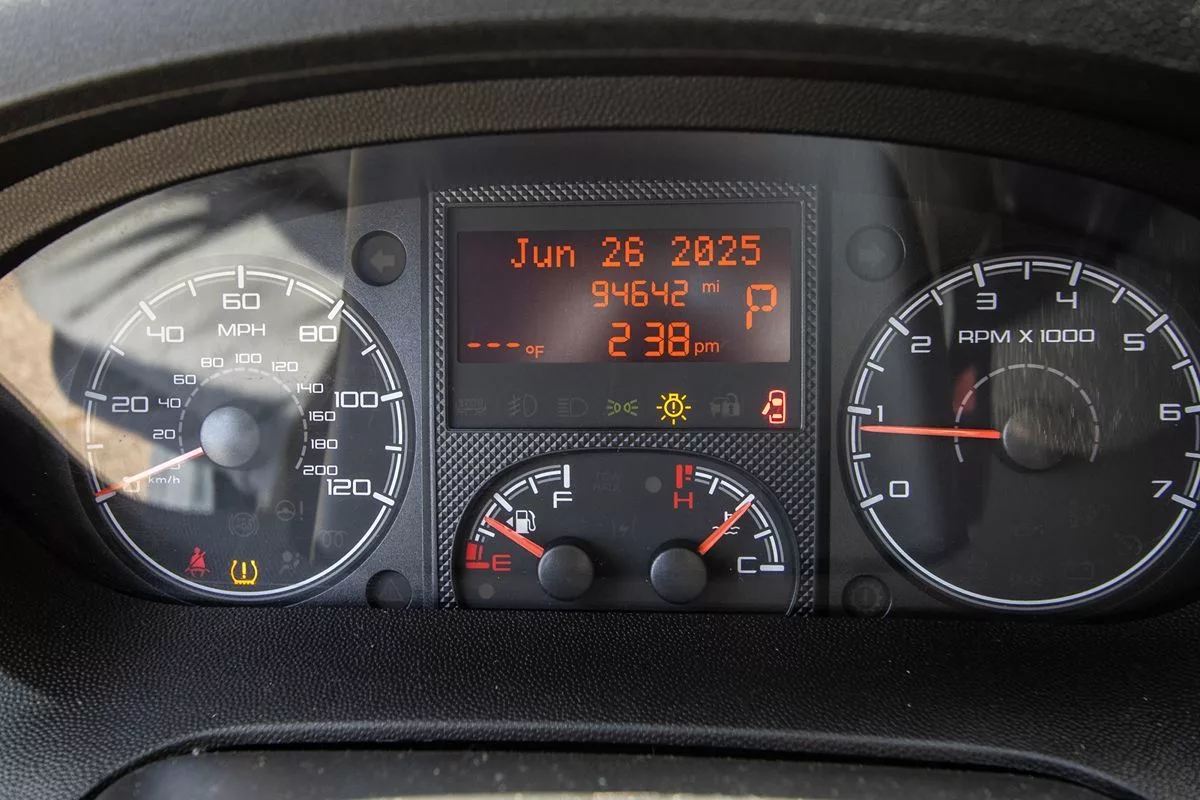 Jun 26 2025
94642 mi
P
---°F 2 38 pm
60
40 MPH 80
80 100 120
60 140
20 40 160 100
20 180
0 km/h 200
120
F
E
H
C
3 4
2 RPM X 1000 5
1 6
0 7